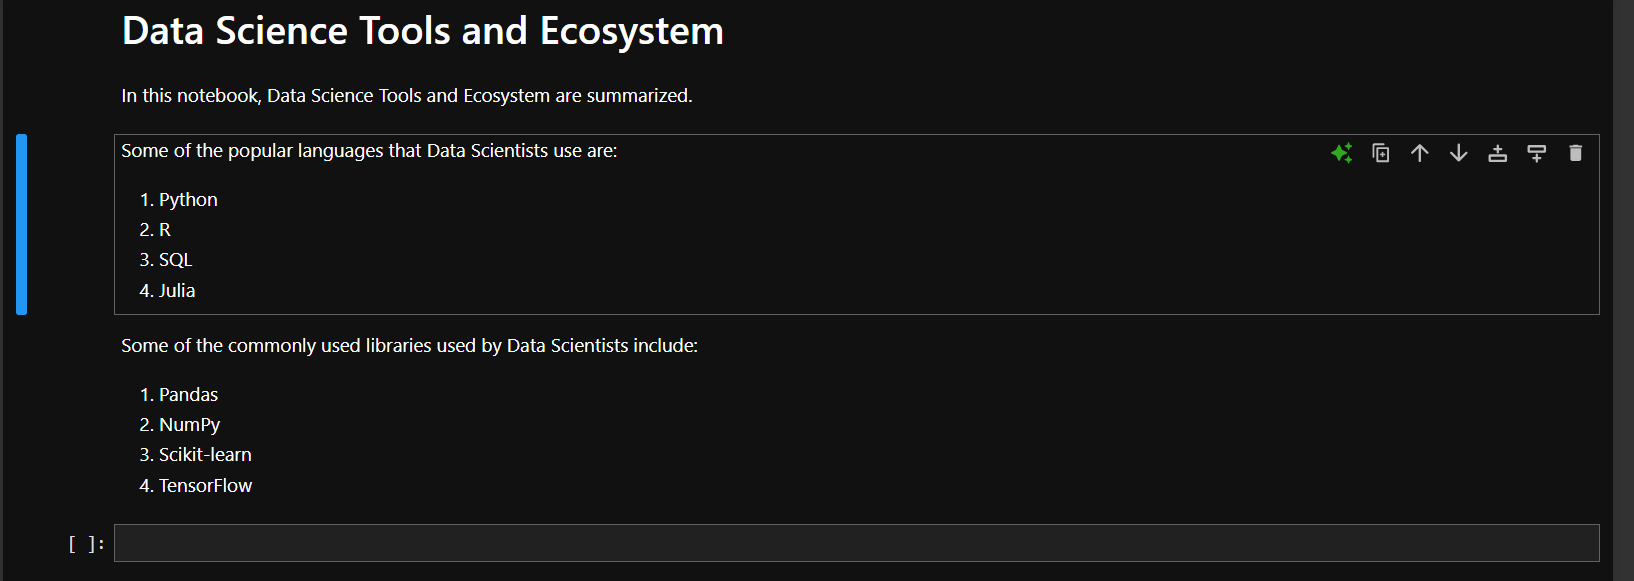 Data Science Tools and Ecosystem
In this notebook, Data Science Tools and Ecosystem are summarized.
Some of the popular languages that Data Scientists use are:
1. Python
2. R
3. SQL
4. Julia
Some of the commonly used libraries used by Data Scientists include:
1. Pandas
2. NumPy
3. Scikit-learn
4. TensorFlow
[ ]: